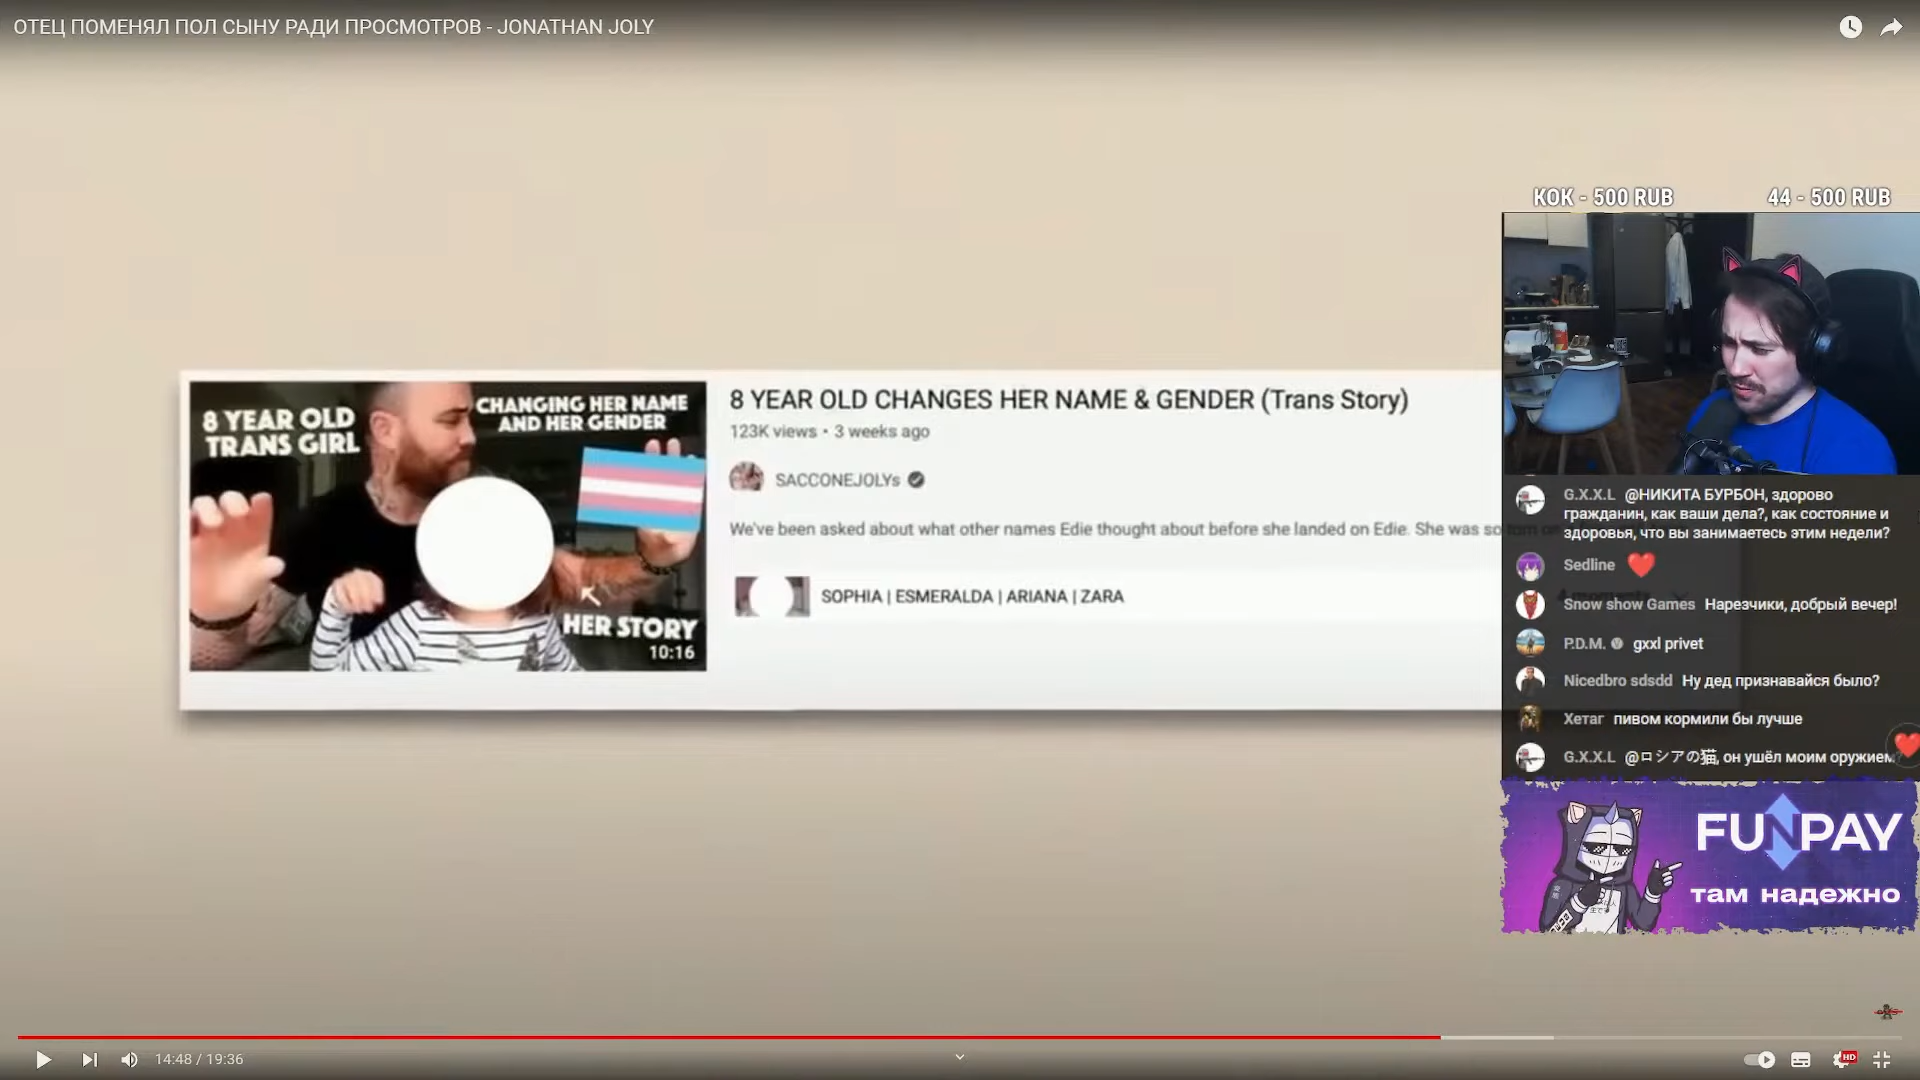 ОТЕЦ ПОМЕНЯЛ ПОЛ СЫНУ РАДИ ПРОСМОТРОВ - JONATHAN JOLY
КОК - 500 RUB
44 - 500 RUB
8 YEAR OLD
TRANS GIRL
CHANGING HER NAME
AND HER GENDER
HER STORY
10:16
8 YEAR OLD CHANGES HER NAME & GENDER (Trans Story)
123K views • 3 weeks ago
SACCONEJOLYs
We've been asked about what other names Edie thought about before she landed on Edie. She was so torn
SOPHIA | ESMERALDA | ARIANA | ZARA
G.X.X.L @НИКИТА БУРБОН, здорово
гражданин, как ваши дела?, как состояние и
здоровья, что вы занимаетесь этим недели?
Sedline ❤️
Snow show Games Нарезчики, добрый вечер!
P.D.M. gxxl privet
Nicedbro sdsdd Ну дед признавайся было?
Хетаг пивом кормили бы лучше
G.X.X.L @ロシアの猫, он ушёл моим оружием
FUNPAY
там надежно
14:48 / 19:36
HD